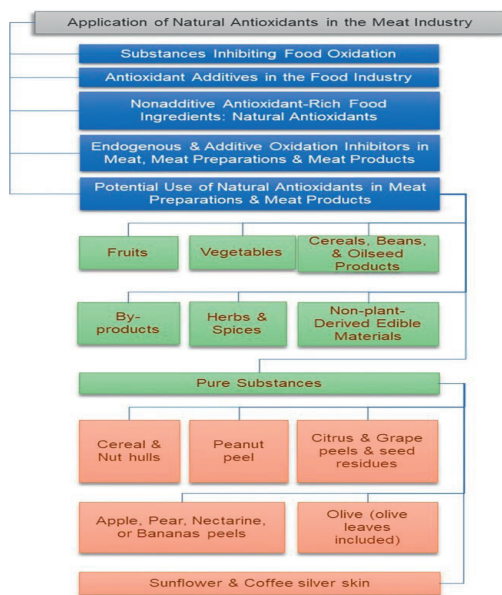 Application of Natural Antioxidants in the Meat Industry
Substances Inhibiting Food Oxidation
Antioxidant Additives in the Food Industry
Nonadditive Antioxidant-Rich Food
Ingredients: Natural Antioxidants
Endogenous & Additive Oxidation Inhibitors in
Meat, Meat Preparations & Meat Products
Potential Use of Natural Antioxidants in Meat
Preparations & Meat Products
Fruits
Vegetables
Cereals, Beans,
& Oilseed
Products
By-
products
Herbs &
Spices
Non-plant-
Derived Edible
Materials
Pure Substances
Cereal &
Nut hulls
Peanut
peel
Citrus & Grape
peels & seed
residues
Apple, Pear, Nectarine,
or Bananas peels
Olive (olive
leaves
included)
Sunflower & Coffee silver skin